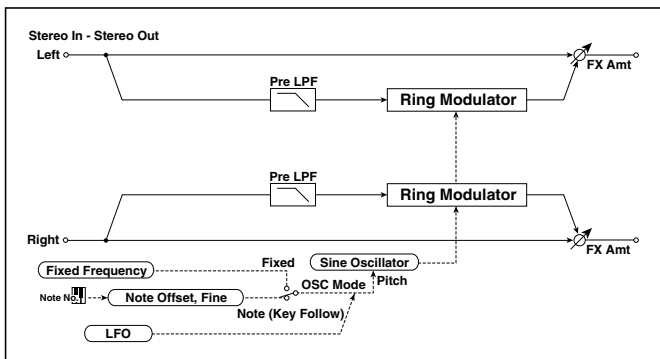 Stereo In - Stereo Out
Left
FX Amt
Pre LPF
Ring Modulator
Pre LPF
Ring Modulator
Right
FX Amt
Fixed Frequency
Fixed
Sine Oscillator
OSC Mode
Pitch
Note No.
Note Offset, Fine
Note (Key Follow)
LFO